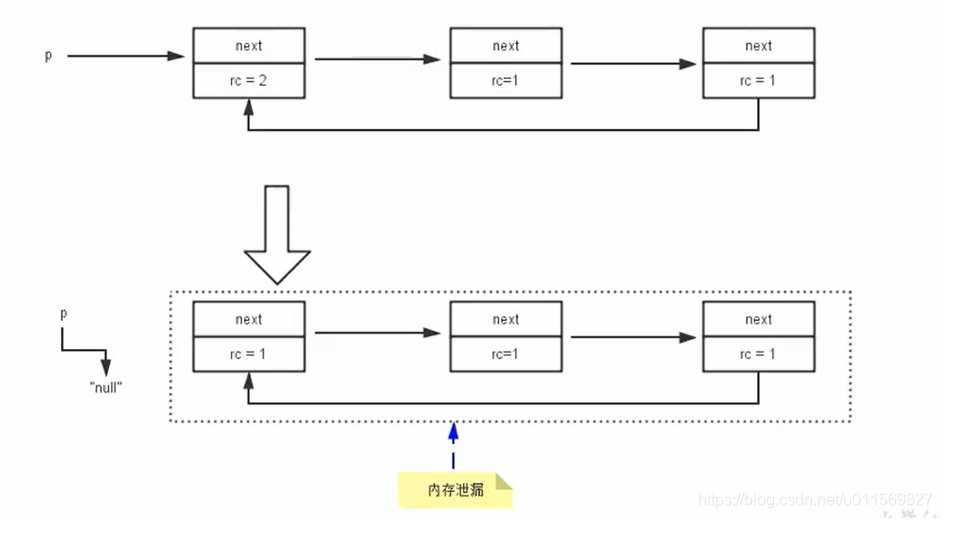 next
next
next
p
rc = 2
rc=1
rc = 1
next
next
next
p
rc = 1
rc=1
rc = 1
"null"
内存泄漏
https://blog.csdn.net/u011569827